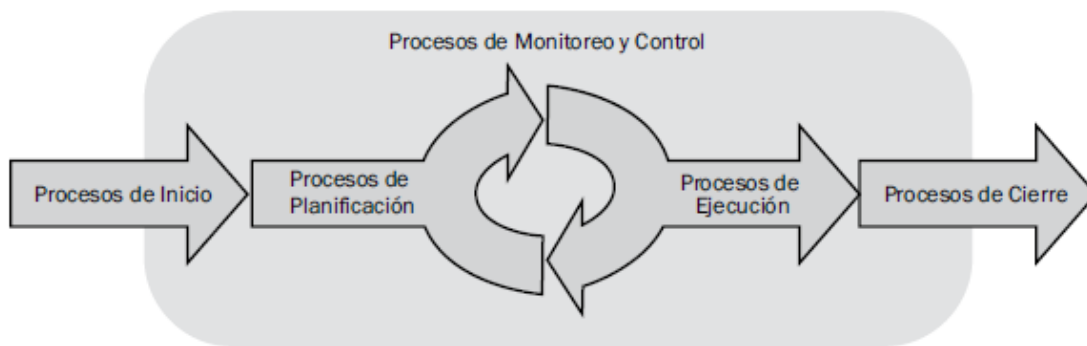 Procesos de Monitoreo y Control
Procesos de Inicio
Procesos de
Planificación
Procesos de
Ejecución
Procesos de Cierre